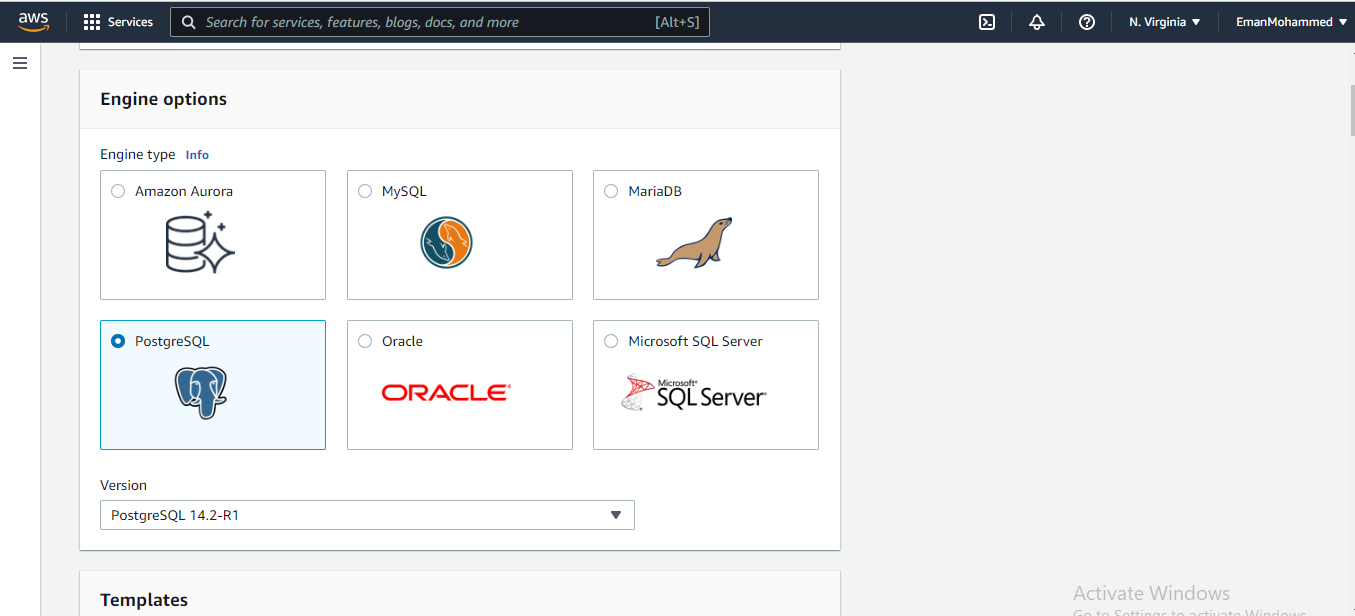 aws Services Search for services, features, blogs, docs, and more [Alt+S] N. Virginia EmanMohammed
Engine options
Engine type Info
Amazon Aurora MySQL MariaDB
PostgreSQL Oracle Microsoft SQL Server
ORACLE Microsoft SQL Server
Version
PostgreSQL 14.2-R1
Templates
Activate Windows
Go to Settings to activate Windows.